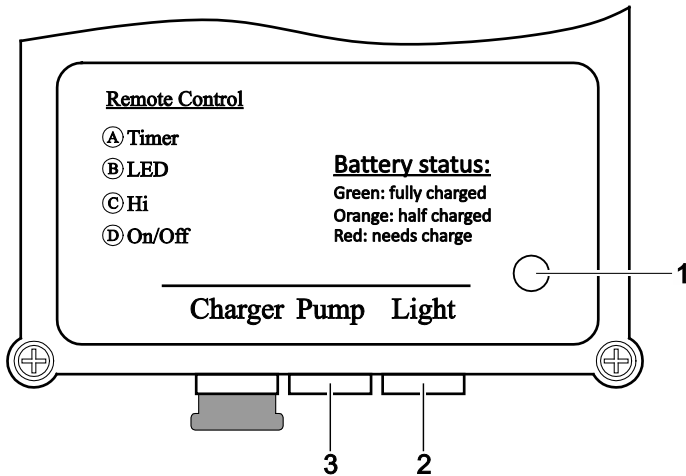 Remote Control
Ⓐ Timer
Ⓑ LED
Ⓒ Hi
Ⓓ On/Off
Battery status:
Green: fully charged
Orange: half charged
Red: needs charge
1
Charger Pump Light
3 2